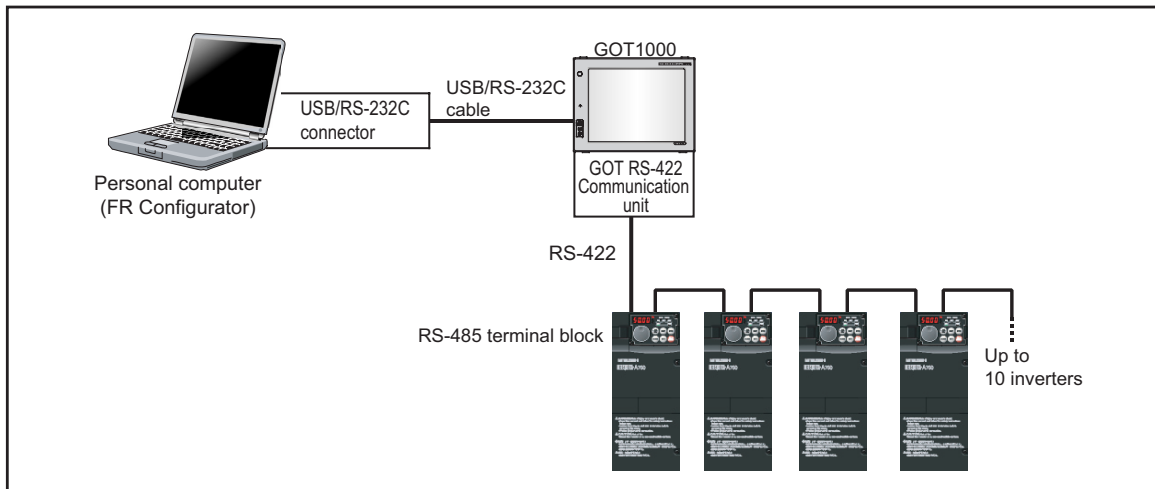 GOT1000
USB/RS-232C
cable
USB/RS-232C
connector
Personal computer
(FR Configurator)
GOT RS-422
Communication
unit
RS-422
RS-485 terminal block
Up to
10 inverters